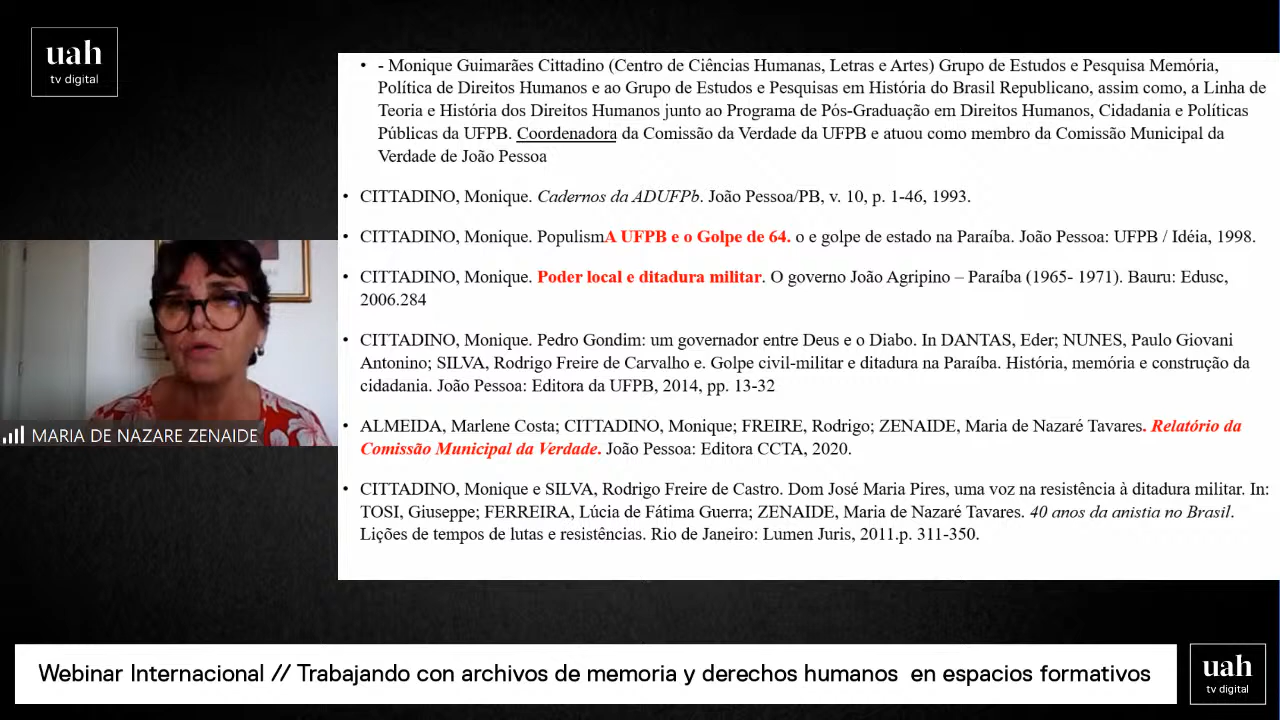 uah
tv digital
- Monique Guimarães Cittadino (Centro de Ciências Humanas, Letras e Artes) Grupo de Estudos e Pesquisa Memória,
Política de Direitos Humanos e ao Grupo de Estudos e Pesquisas em História do Brasil Republicano, assim como, a Linha de
Teoria e História dos Direitos Humanos junto ao Programa de Pós-Graduação em Direitos Humanos, Cidadania e Políticas
Públicas da UFPB. Coordenadora da Comissão da Verdade da UFPB e atuou como membro da Comissão Municipal da
Verdade de João Pessoa
CITTADINO, Monique. Cadernos da ADUFPb. João Pessoa/PB, v. 10, p. 1-46, 1993.
CITTADINO, Monique. PopulismA UFPB e o Golpe de 64. o e golpe de estado na Paraíba. João Pessoa: UFPB / Idéia, 1998.
CITTADINO, Monique. Poder local e ditadura militar. O governo João Agripino – Paraíba (1965- 1971). Bauru: Edusc,
2006.284
CITTADINO, Monique. Pedro Gondim: um governador entre Deus e o Diabo. In DANTAS, Eder; NUNES, Paulo Giovani
Antonino; SILVA, Rodrigo Freire de Carvalho e. Golpe civil-militar e ditadura na Paraíba. História, memória e construção da
cidadania. João Pessoa: Editora da UFPB, 2014, pp. 13-32
ALMEIDA, Marlene Costa; CITTADINO, Monique; FREIRE, Rodrigo; ZENAIDE, Maria de Nazaré Tavares. Relatório da
Comissão Municipal da Verdade. João Pessoa: Editora CCTA, 2020.
CITTADINO, Monique e SILVA, Rodrigo Freire de Castro. Dom José Maria Pires, uma voz na resistência à ditadura militar. In:
TOSI, Giuseppe; FERREIRA, Lúcia de Fátima Guerra; ZENAIDE, Maria de Nazaré Tavares. 40 anos da anistia no Brasil.
Lições de tempos de lutas e resistências. Rio de Janeiro: Lumen Juris, 2011.p. 311-350.
MARIA DE NAZARE ZENAIDE
Webinar Internacional // Trabajando con archivos de memoria y derechos humanos en espacios formativos
uah
tv digital